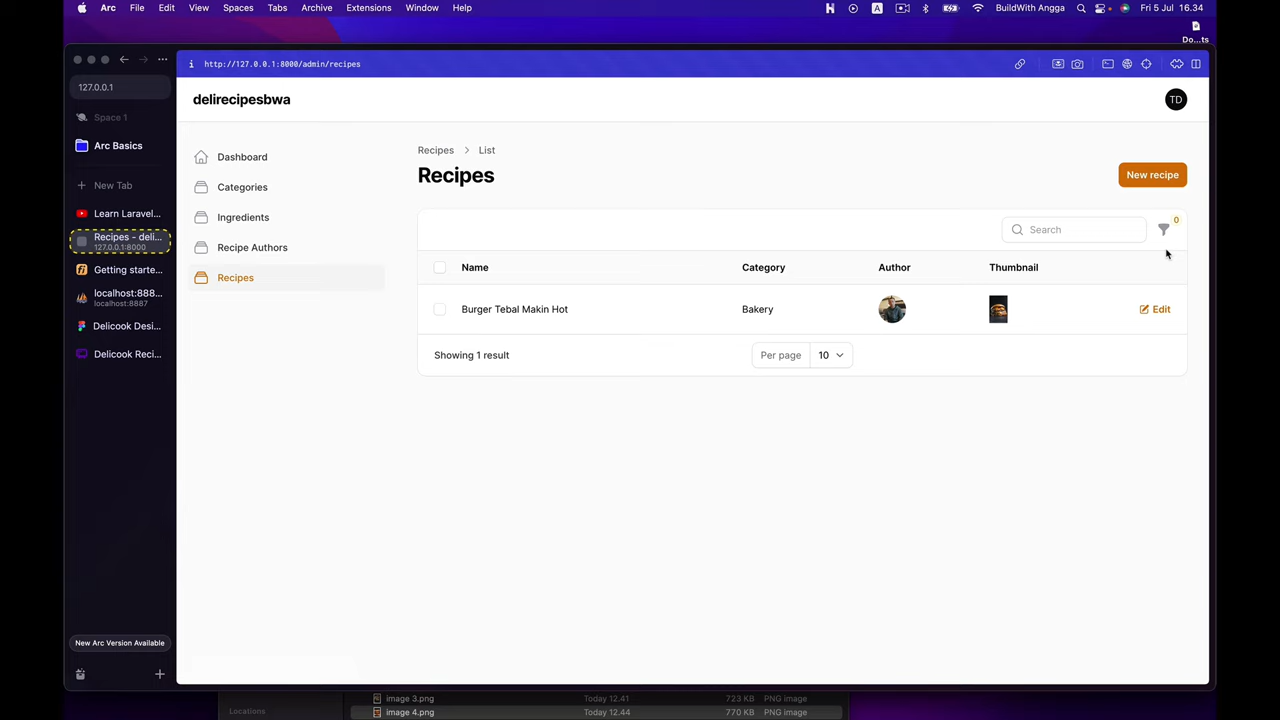 Arc File Edit View Spaces Tabs Archive Extensions Window Help BuildWith Angga Fri 5 Jul 16.34
Do...ts
http://127.0.0.1:8000/admin/recipes
127.0.0.1
Space 1
Arc Basics
New Tab
Learn Laravel...
Recipes - deli...
127.0.0.1:8000
Getting starte...
localhost:888...
localhost:8887
Delicook Desi...
Delicook Reci...
New Arc Version Available
delirecipesbwa
TD
Dashboard
Categories
Ingredients
Recipe Authors
Recipes
Recipes > List
Recipes
New recipe
Search
0
Name Category Author Thumbnail
Burger Tebal Makin Hot Bakery Edit
Showing 1 result Per page 10
Locations
image 3.png Today 12.41 723 KB PNG image
image 4.png Today 12.44 770 KB PNG image